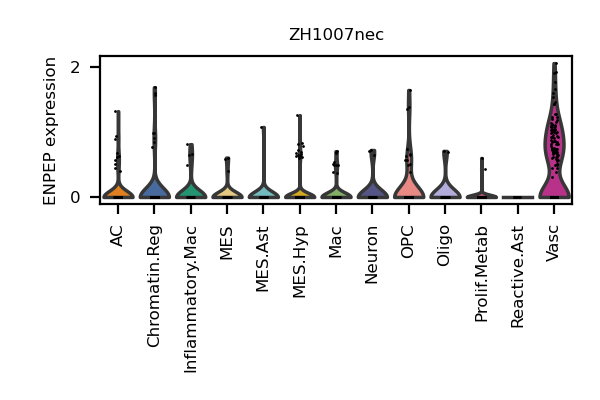 ZH1007nec
ENPEP expression
2
0
AC
Chromatin.Reg
Inflammatory.Mac
MES
MES.Ast
MES.Hyp
Mac
Neuron
OPC
Oligo
Prolif.Metab
Reactive.Ast
Vasc